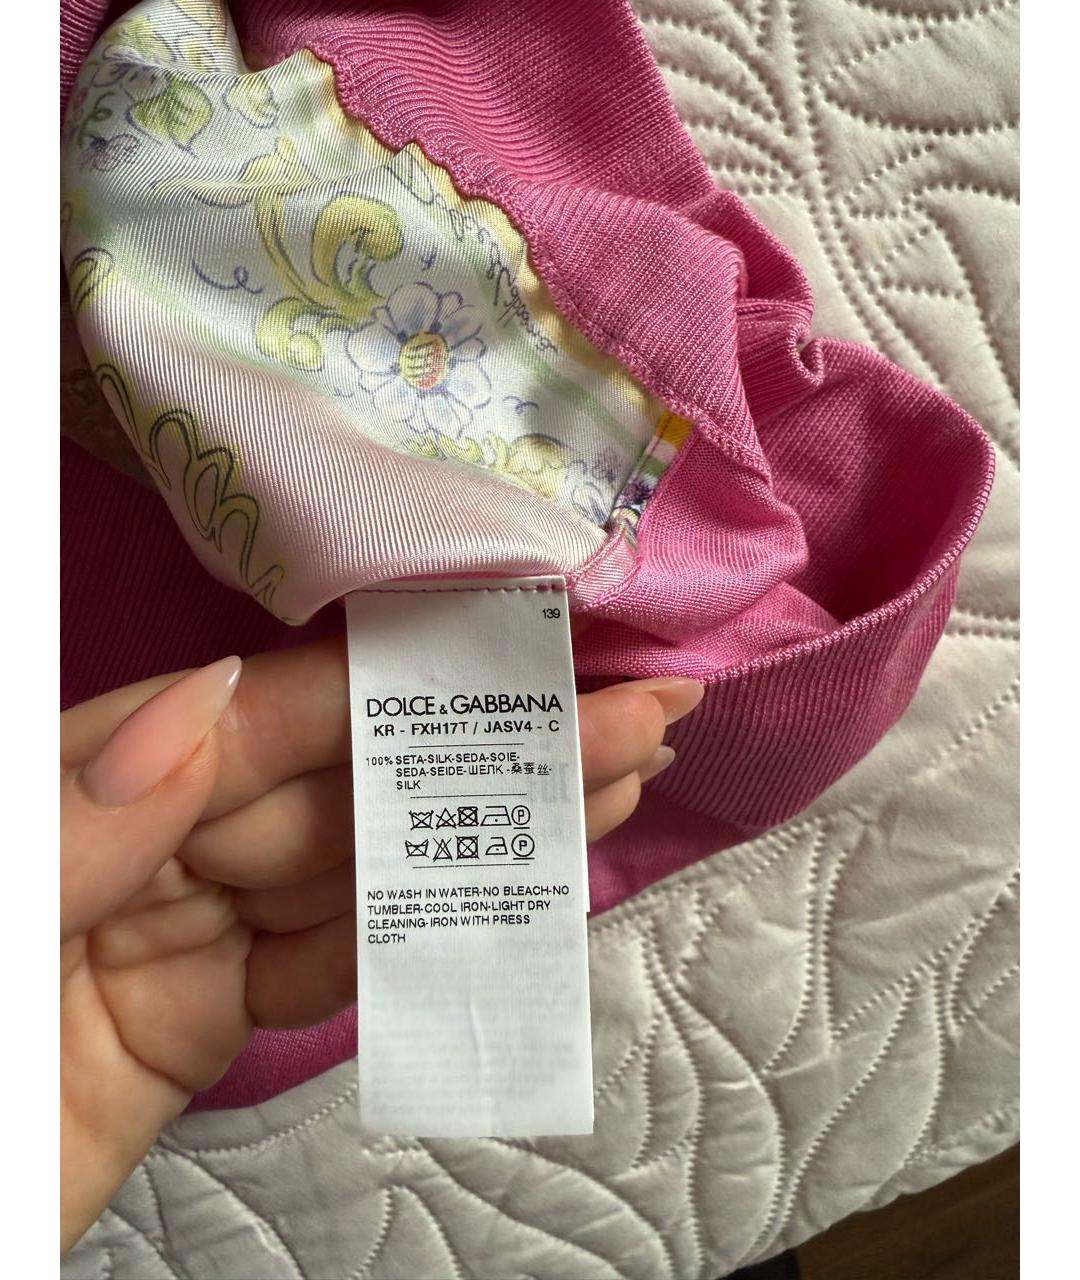 139
DOLCE & GABBANA
KR - FXH17T / JASV4 - C
100% SETA-SILK-SEDA-SOIE-
SEDA-SEIDE-ШЕЛК-桑蚕丝-
SILK
NO WASH IN WATER-NO BLEACH-NO
TUMBLER-COOL IRON-LIGHT DRY
CLEANING-IRON WITH PRESS
CLOTH